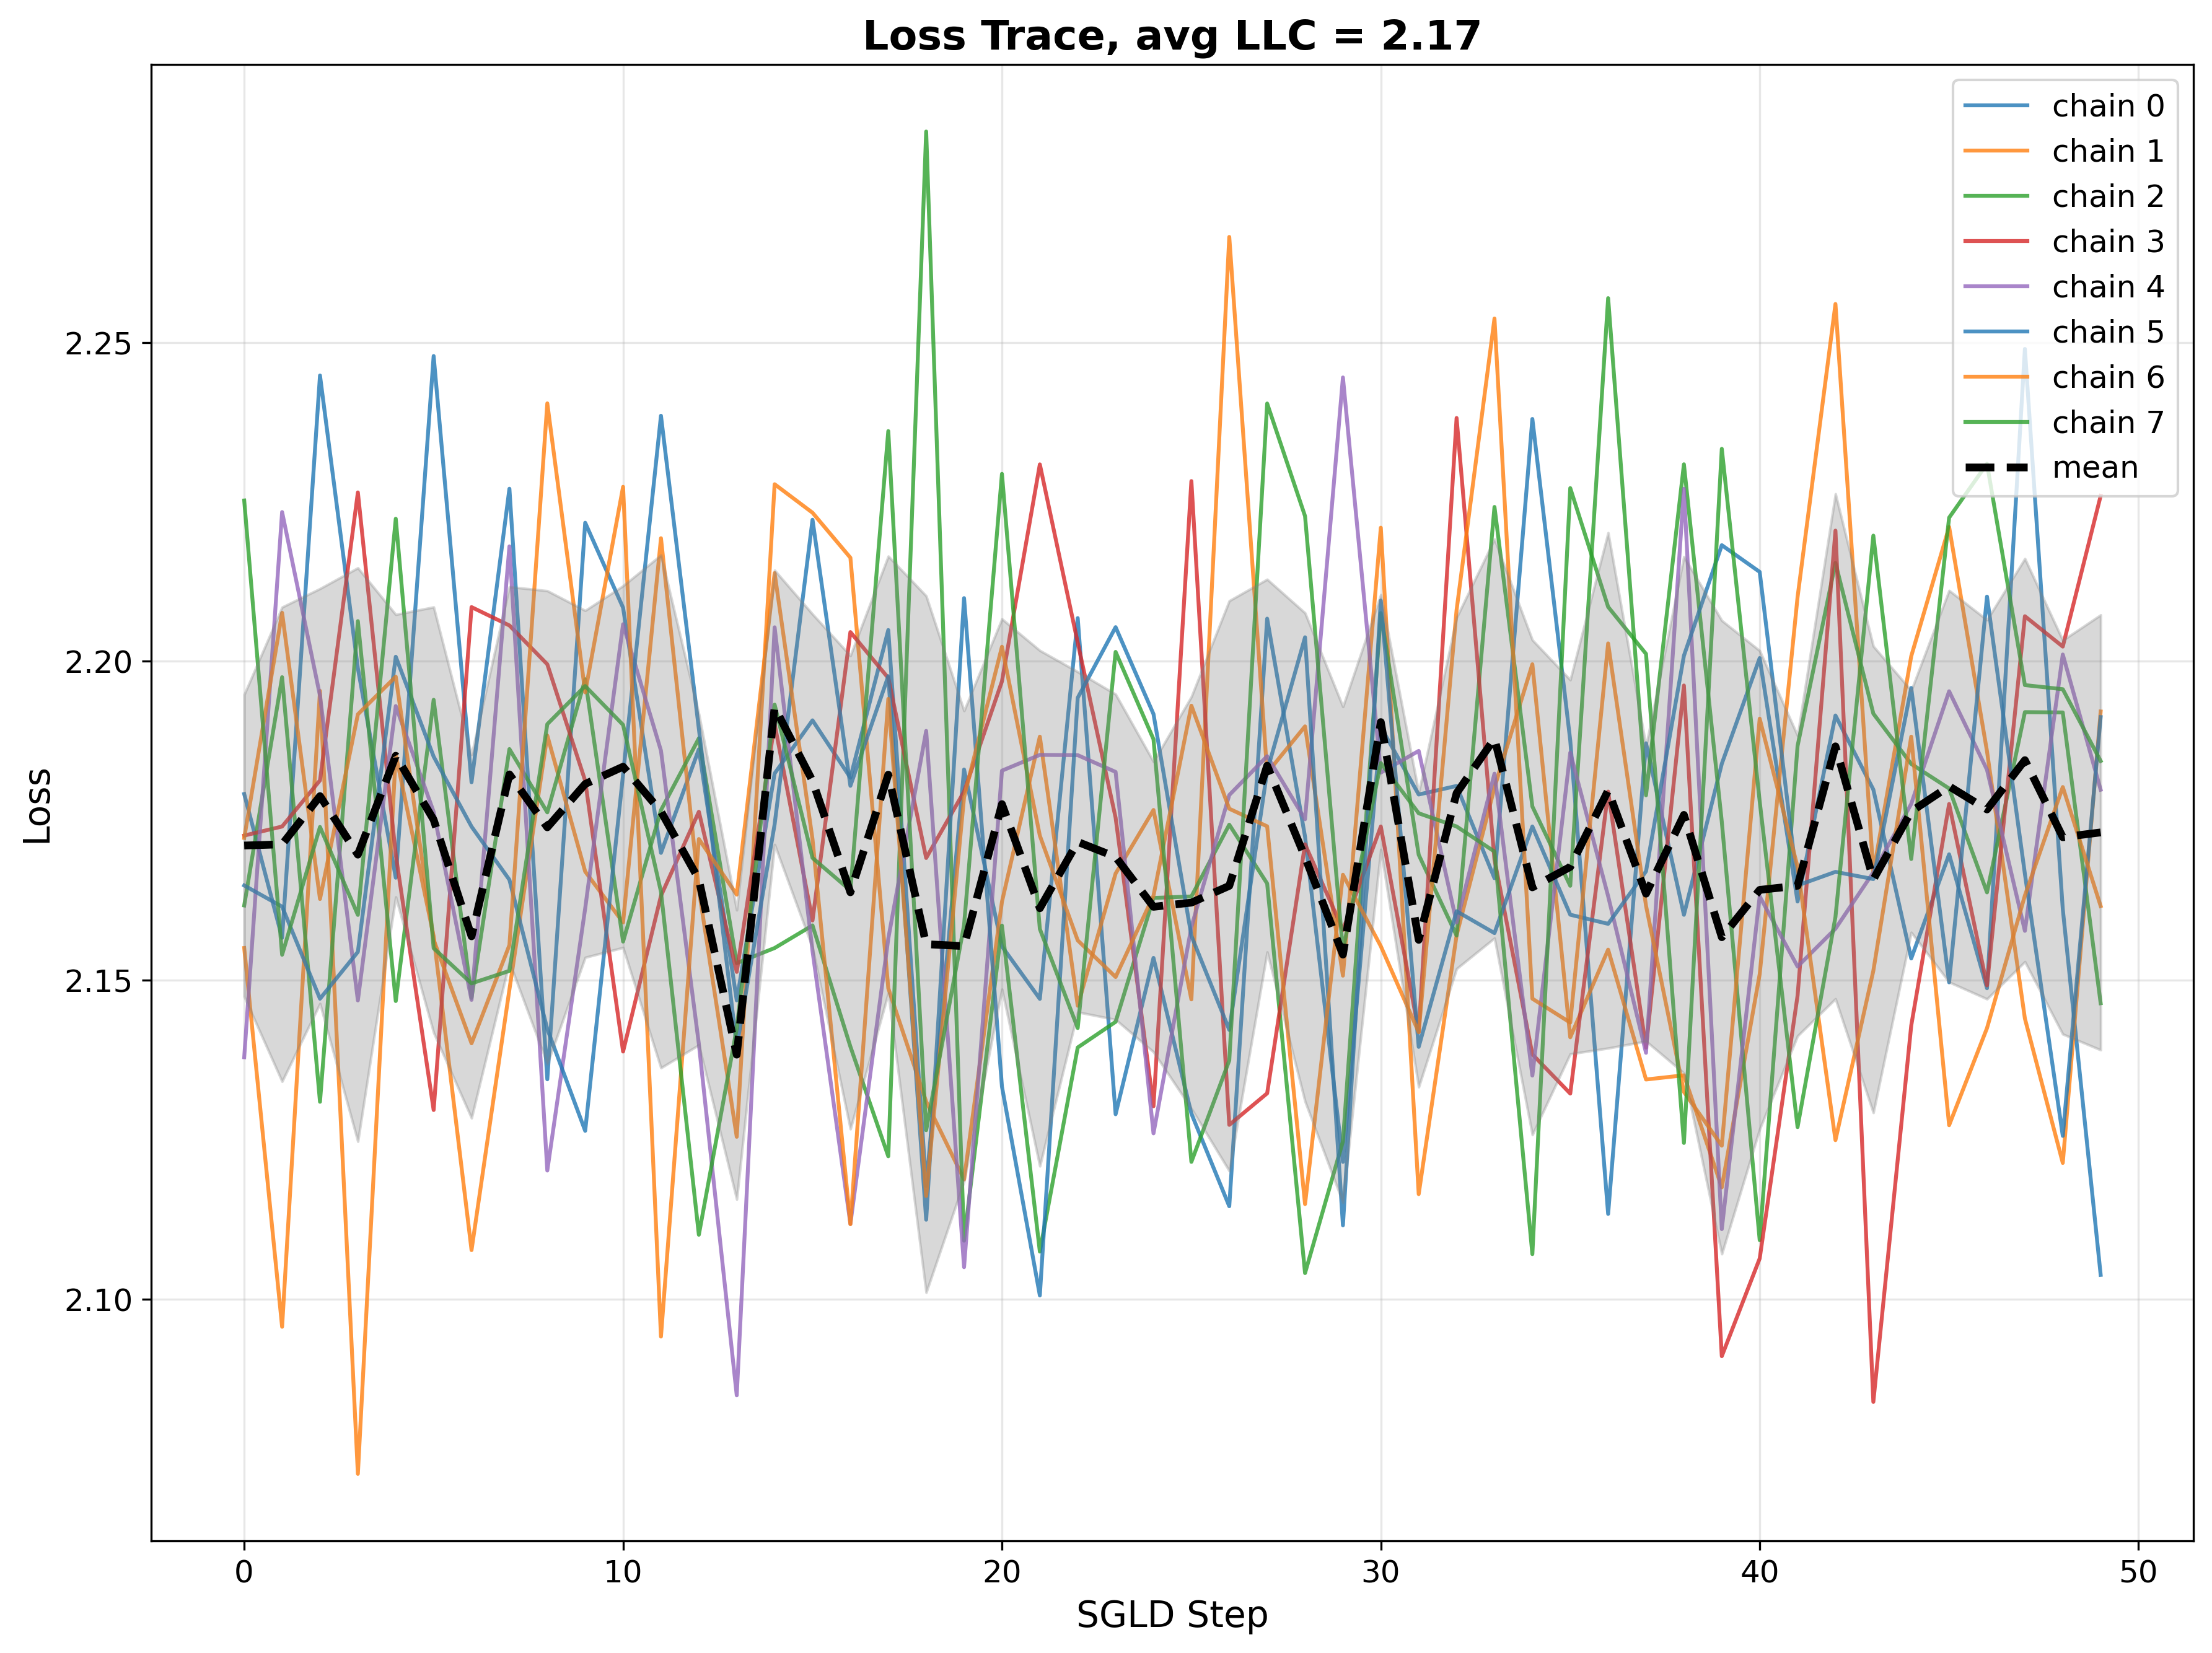 Loss Trace, avg LLC = 2.17
chain 0
chain 1
chain 2
chain 3
chain 4
chain 5
chain 6
chain 7
mean
Loss
2.25
2.20
2.15
2.10
0 10 20 30 40 50
SGLD Step